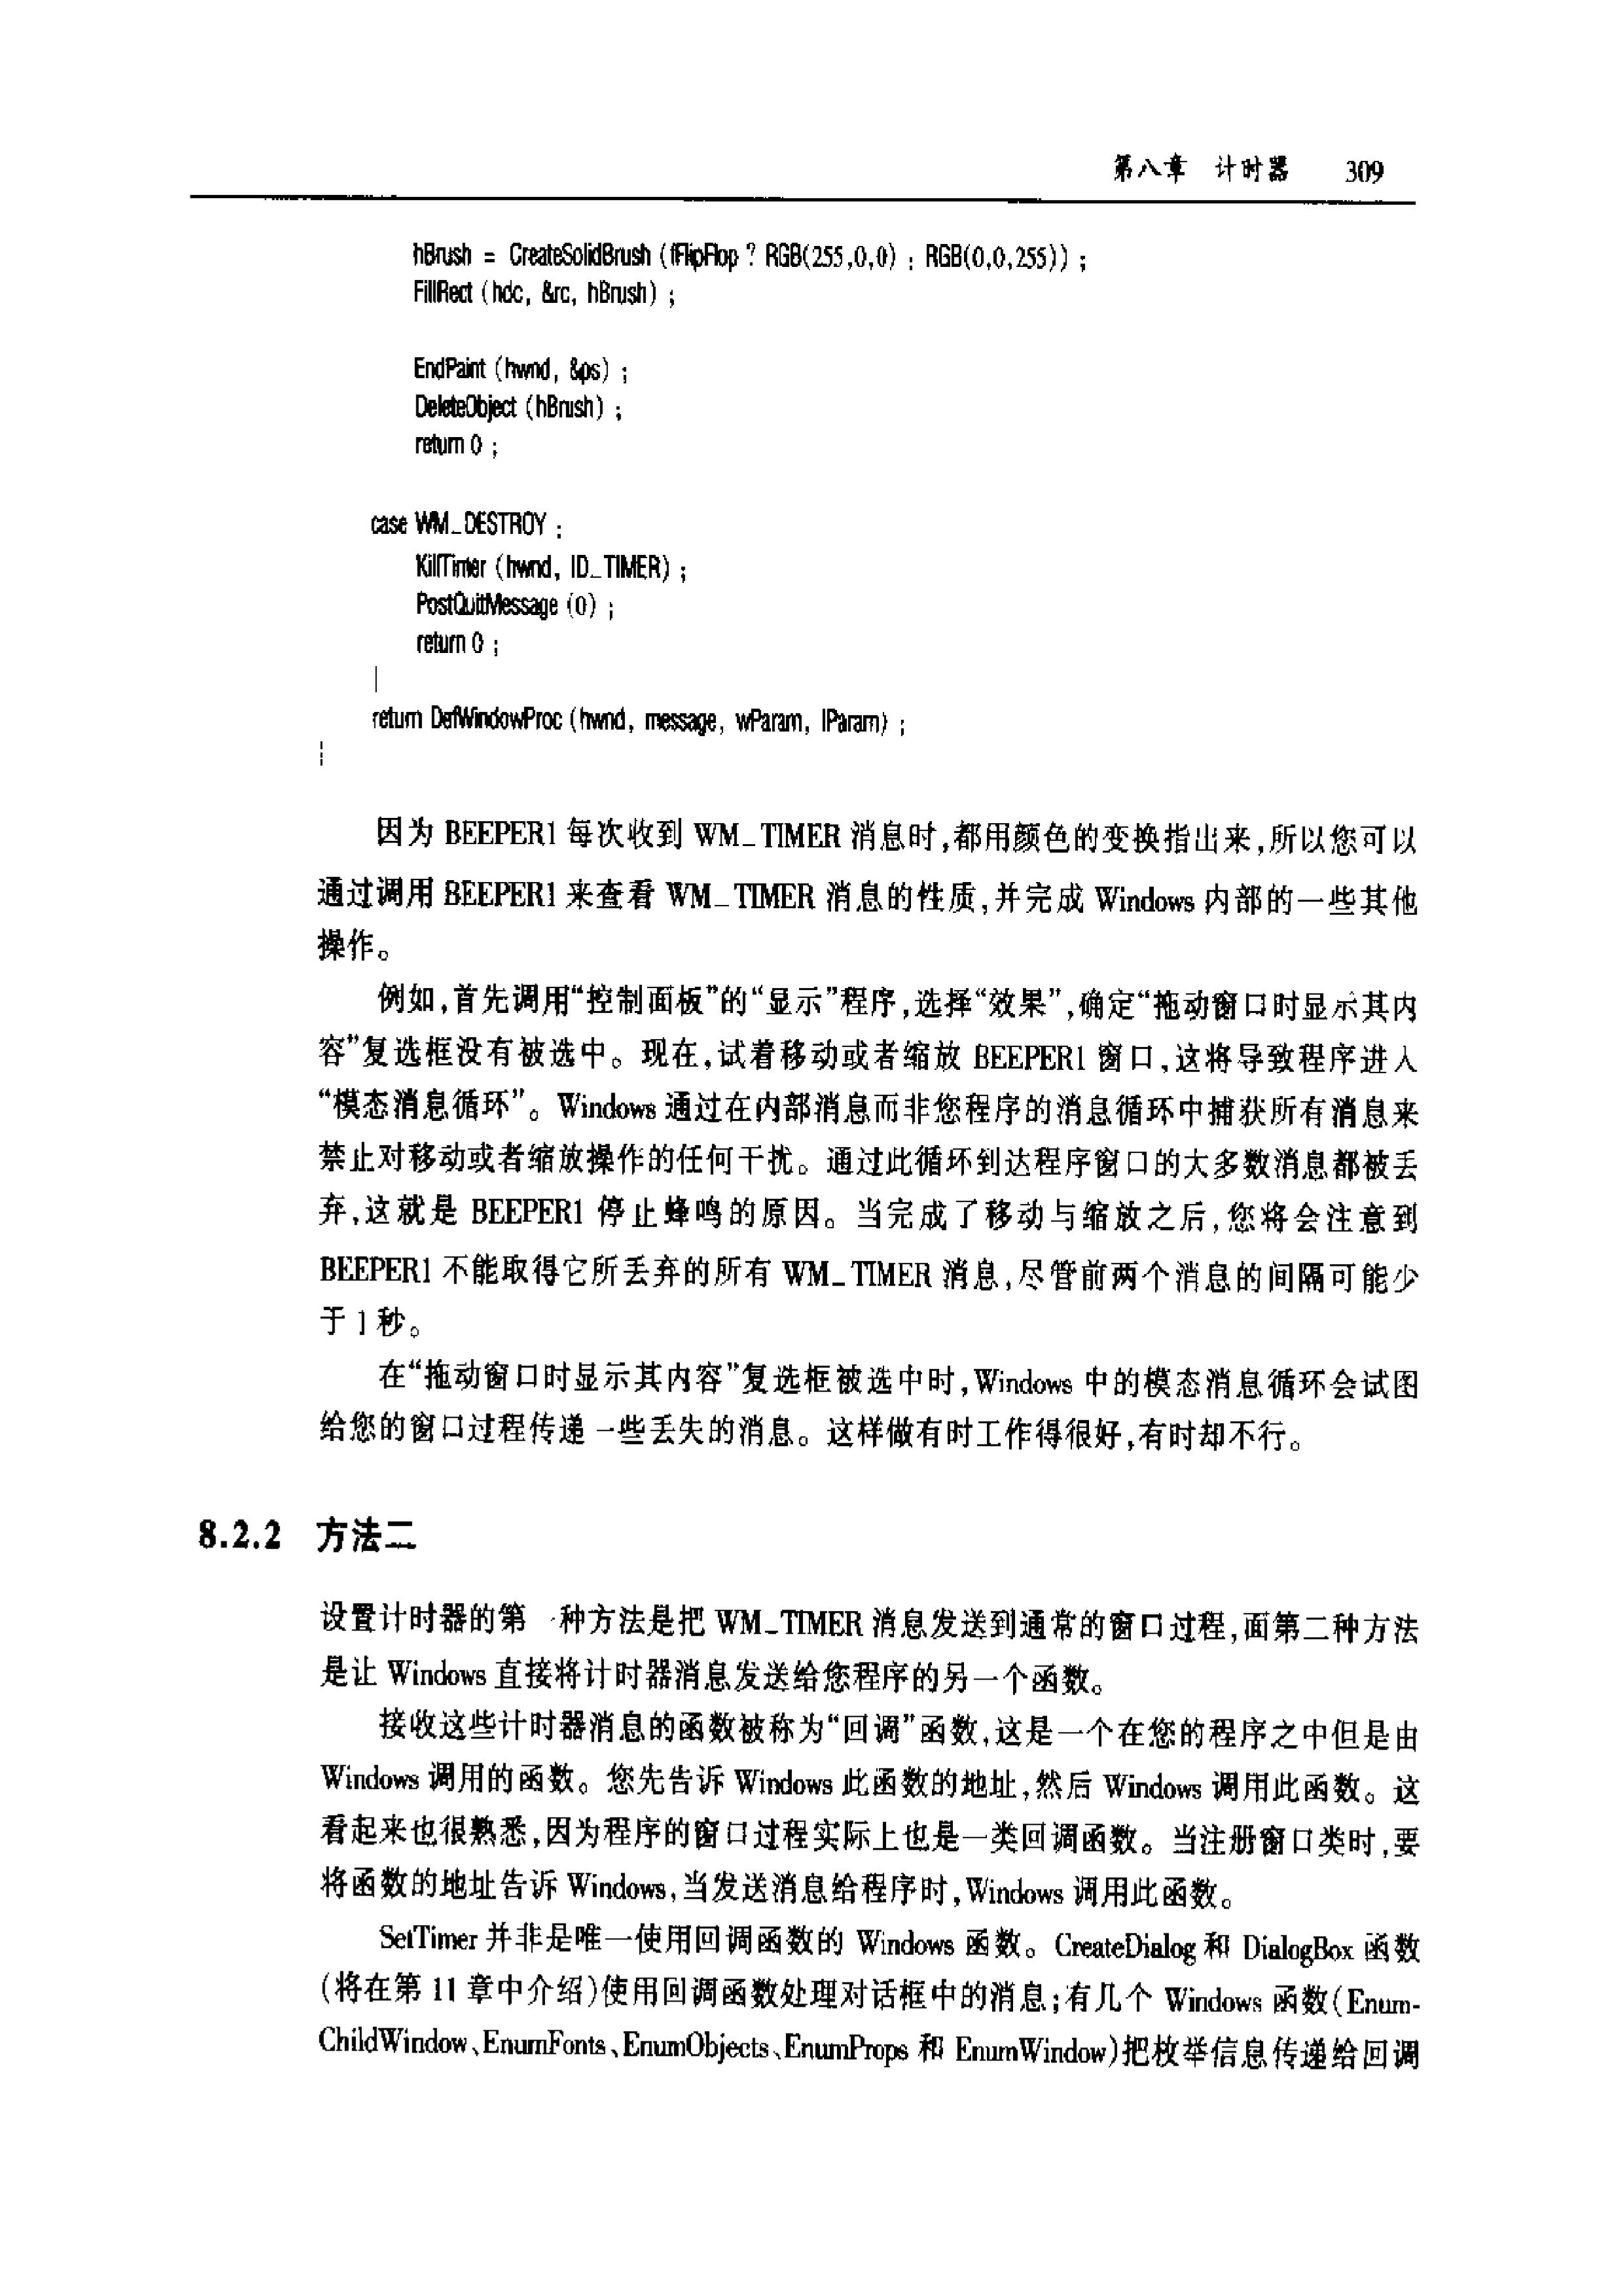 第八章 计时器 309
hBrush = CreateSolidBrush (fFlipFlop ? RGB(255,0,0) : RGB(0,0,255)) ;
FillRect (hdc, &rc, hBrush) ;
EndPaint (hwnd, &ps) ;
DeleteObject (hBrush) ;
return 0 ;
case WM_DESTROY :
KillTimer (hwnd, ID_TIMER) ;
PostQuitMessage (0) ;
return 0 ;
}
return DefWindowProc (hwnd, message, wParam, lParam) ;
}
因为 BEEPER1 每次收到 WM_TIMER 消息时,都用颜色的变换指出来,所以您可以
通过调用 BEEPER1 来查看 WM_TIMER 消息的性质,并完成 Windows 内部的一些其他
操作。
例如,首先调用“控制面板”的“显示”程序,选择“效果”,确定“拖动窗口时显示其内
容”复选框没有被选中。现在,试着移动或者缩放 BEEPER1 窗口,这将导致程序进入
“模态消息循环”。Windows 通过在内部消息而非您程序的消息循环中捕获所有消息来
禁止对移动或者缩放操作的任何干扰。通过此循环到达程序窗口的大多数消息都被丢
弃,这就是 BEEPER1 停止蜂鸣的原因。当完成了移动与缩放之后,您将会注意到
BEEPER1 不能取得它所丢弃的所有 WM_TIMER 消息,尽管前两个消息的间隔可能少
于 1 秒。
在“拖动窗口时显示其内容”复选框被选中时,Windows 中的模态消息循环会试图
给您的窗口过程传递一些丢失的消息。这样做有时工作得很好,有时却不行。
8.2.2 方法二
设置计时器的第一种方法是把 WM_TIMER 消息发送到通常的窗口过程,面第二种方法
是让 Windows 直接将计时器消息发送给您程序的另一个函数。
接收这些计时器消息的函数被称为“回调”函数,这是一个在您的程序之中但是由
Windows 调用的函数。您先告诉 Windows 此函数的地址,然后 Windows 调用此函数。这
看起来也很熟悉,因为程序的窗口过程实际上也是一类回调函数。当注册窗口类时,要
将函数的地址告诉 Windows,当发送消息给程序时,Windows 调用此函数。
SetTimer 并非是唯一使用回调函数的 Windows 函数。CreateDialog 和 DialogBox 函数
(将在第 11 章中介绍)使用回调函数处理对话框中的消息;有几个 Windows 函数(Enum-
ChildWindow、EnumFonts、EnumObjects、EnumProps 和 EnumWindow)把枚举信息传递给回调